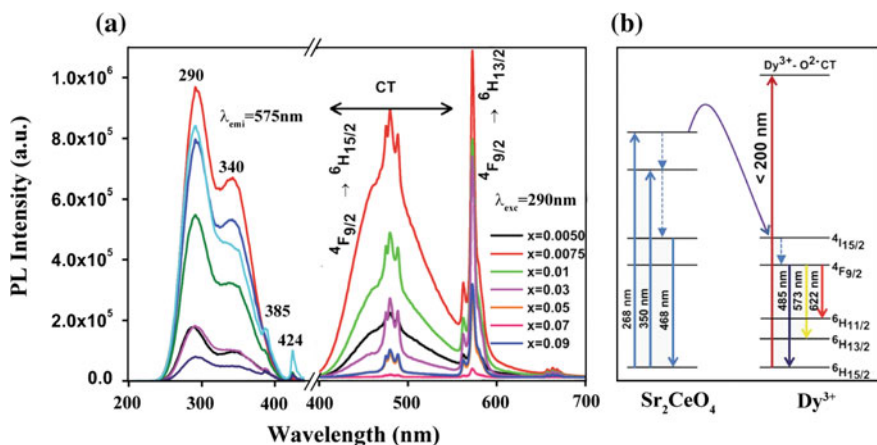 (a)
(b)
PL Intensity (a.u.)
1.0x10⁶
8.0x10⁵
6.0x10⁵
4.0x10⁵
2.0x10⁵
0.0
290
340
385
424
λemi=575nm
CT
⁴F9/2 → ⁶H15/2
⁴F9/2 → ⁶H13/2
λexc=290nm
x=0.0050
x=0.0075
x=0.01
x=0.03
x=0.05
x=0.07
x=0.09
200
300
400
400
500
600
700
Wavelength (nm)
Dy³⁺- O²⁻CT
< 200 nm
⁴I15/2
⁴F9/2
⁶H11/2
⁶H13/2
⁶H15/2
268 nm
350 nm
468 nm
485 nm
573 nm
622 nm
Sr₂CeO₄
Dy³⁺